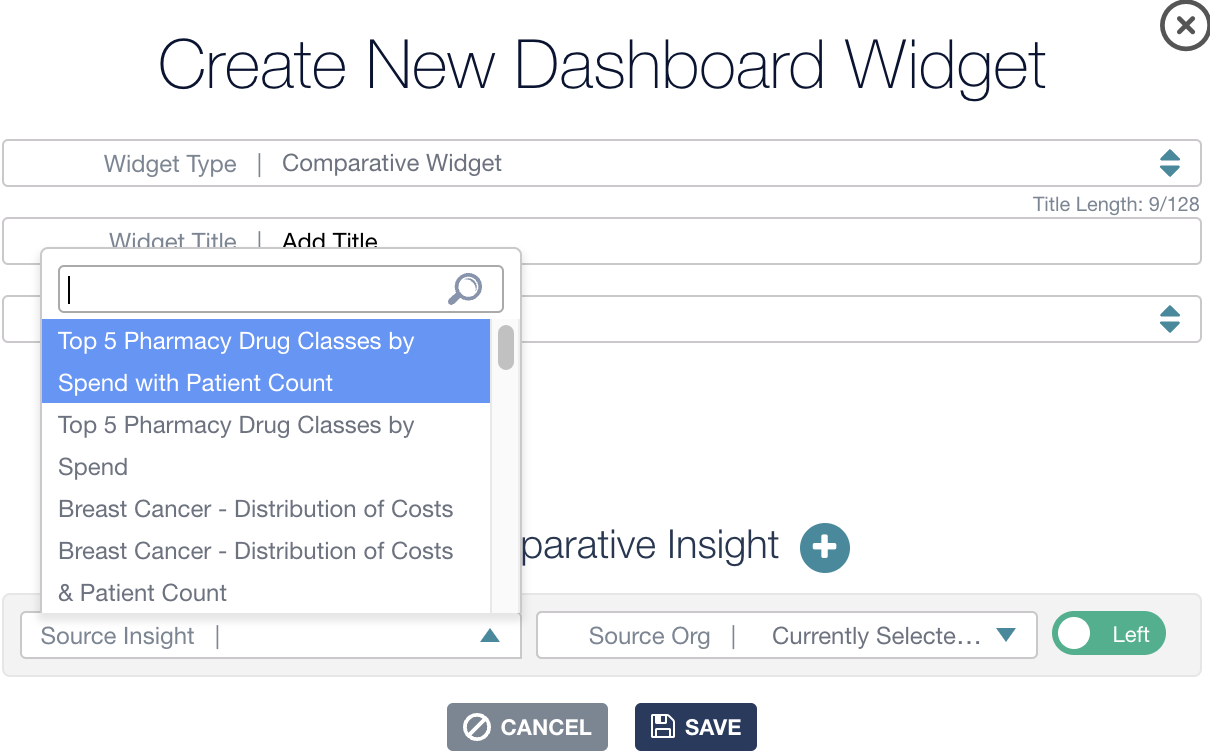 Create New Dashboard Widget
Widget Type | Comparative Widget
Title Length: 9/128
Widget Title | Add Title
Top 5 Pharmacy Drug Classes by
Spend with Patient Count
Top 5 Pharmacy Drug Classes by
Spend
Breast Cancer - Distribution of Costs
Breast Cancer - Distribution of Costs
& Patient Count
parative Insight
Source Insight |
Source Org | Currently Selecte...
Left
CANCEL
SAVE